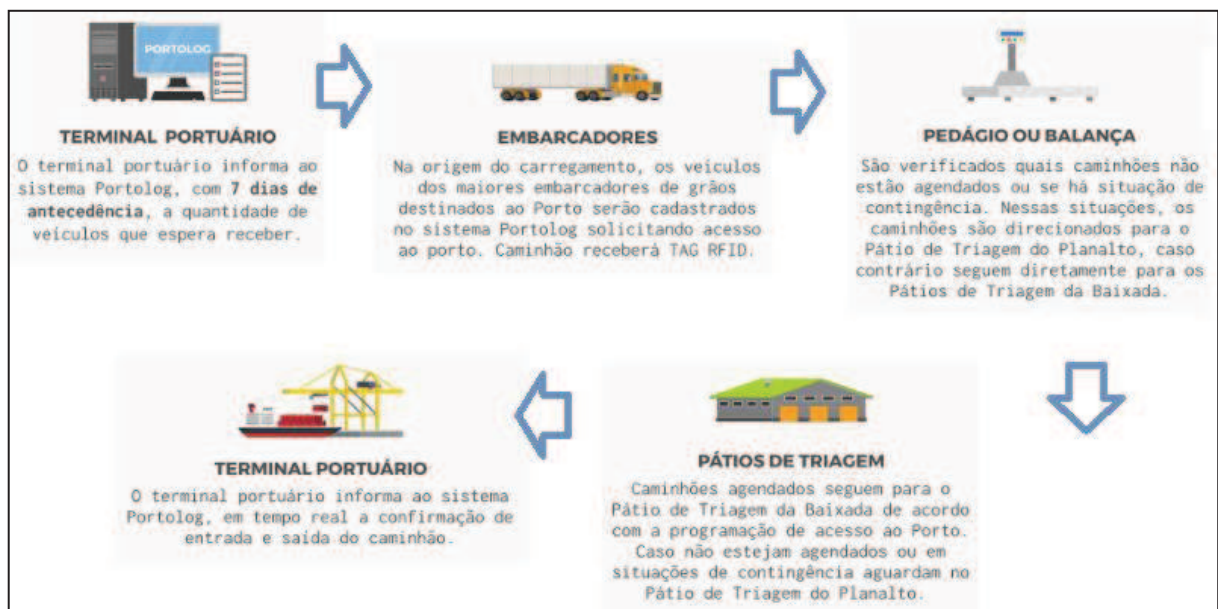 PORTOLOG
TERMINAL PORTUÁRIO
O terminal portuário informa ao
sistema Portolog, com 7 dias de
antecedência, a quantidade de
veículos que espera receber.
EMBARCADORES
Na origem do carregamento, os veículos
dos maiores embarcadores de grãos
destinados ao Porto serão cadastrados
no sistema Portolog solicitando acesso
ao porto. Caminhão receberá TAG RFID.
PEDÁGIO OU BALANÇA
São verificados quais caminhões não
estão agendados ou se há situação de
contingência. Nessas situações, os
caminhões são direcionados para o
Pátio de Triagem do Planalto, caso
contrário seguem diretamente para os
Pátios de Triagem da Baixada.
PÁTIOS DE TRIAGEM
Caminhões agendados seguem para o
Pátio de Triagem da Baixada de acordo
com a programação de acesso ao Porto.
Caso não estejam agendados ou em
situações de contingência aguardam no
Pátio de Triagem do Planalto.
TERMINAL PORTUÁRIO
O terminal portuário informa ao sistema
Portolog, em tempo real a confirmação de
entrada e saída do caminhão.